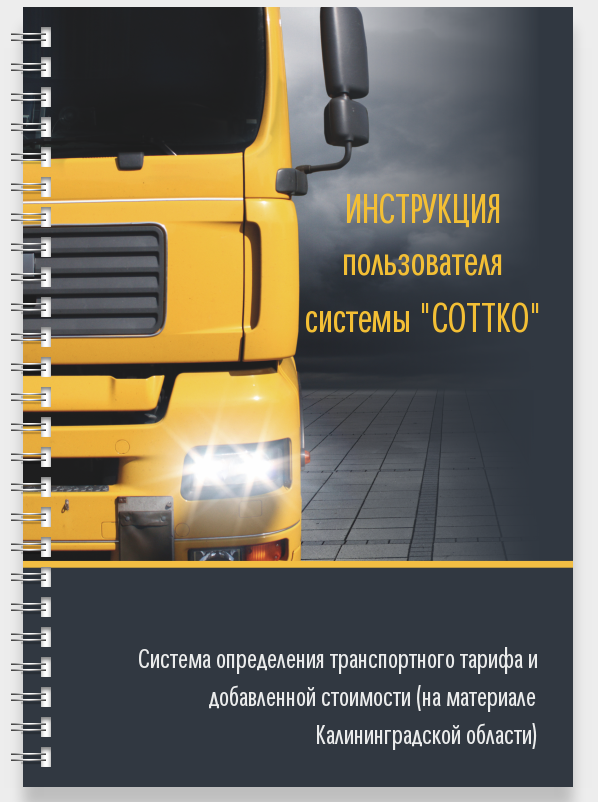 ИНСТРУКЦИЯ
пользователя
системы "СОТТКО"
Система определения транспортного тарифа и
добавленной стоимости (на материале
Калининградской области)